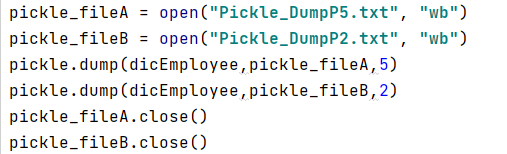 pickle_fileA = open("Pickle_DumpP5.txt", "wb")
pickle_fileB = open("Pickle_DumpP2.txt", "wb")
pickle.dump(dicEmployee,pickle_fileA,5)
pickle.dump(dicEmployee,pickle_fileB,2)
pickle_fileA.close()
pickle_fileB.close()